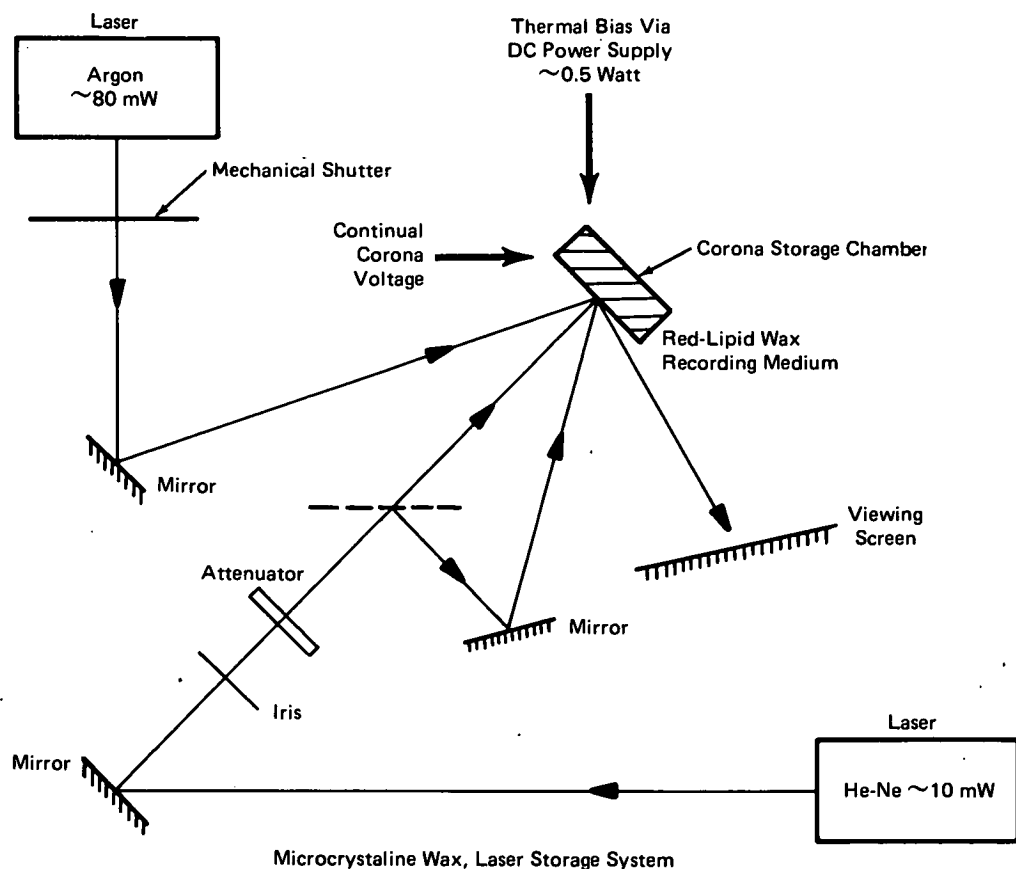 Laser
Argon
~80 mW
Mechanical Shutter
Thermal Bias Via
DC Power Supply
~0.5 Watt
Continual
Corona
Voltage
Corona Storage Chamber
Red-Lipid Wax
Recording Medium
Mirror
Viewing
Screen
Attenuator
Mirror
Iris
Mirror
Laser
He-Ne ~10 mW
Microcrystaline Wax, Laser Storage System